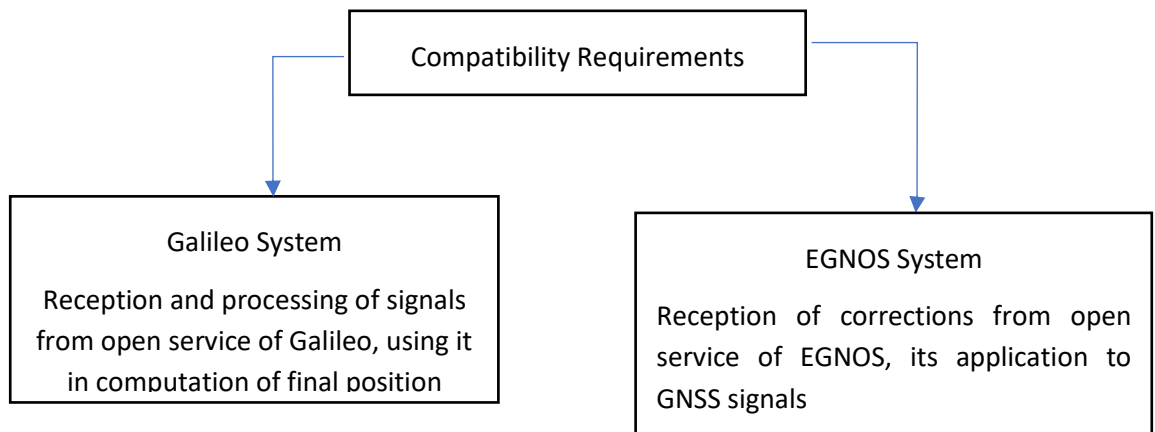 Compatibility Requirements
Galileo System
Reception and processing of signals
from open service of Galileo, using it
in computation of final position
EGNOS System
Reception of corrections from open
service of EGNOS, its application to
GNSS signals